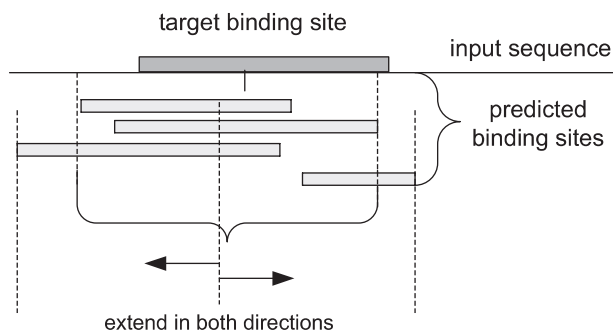 target binding site
input sequence
predicted
binding sites
extend in both directions